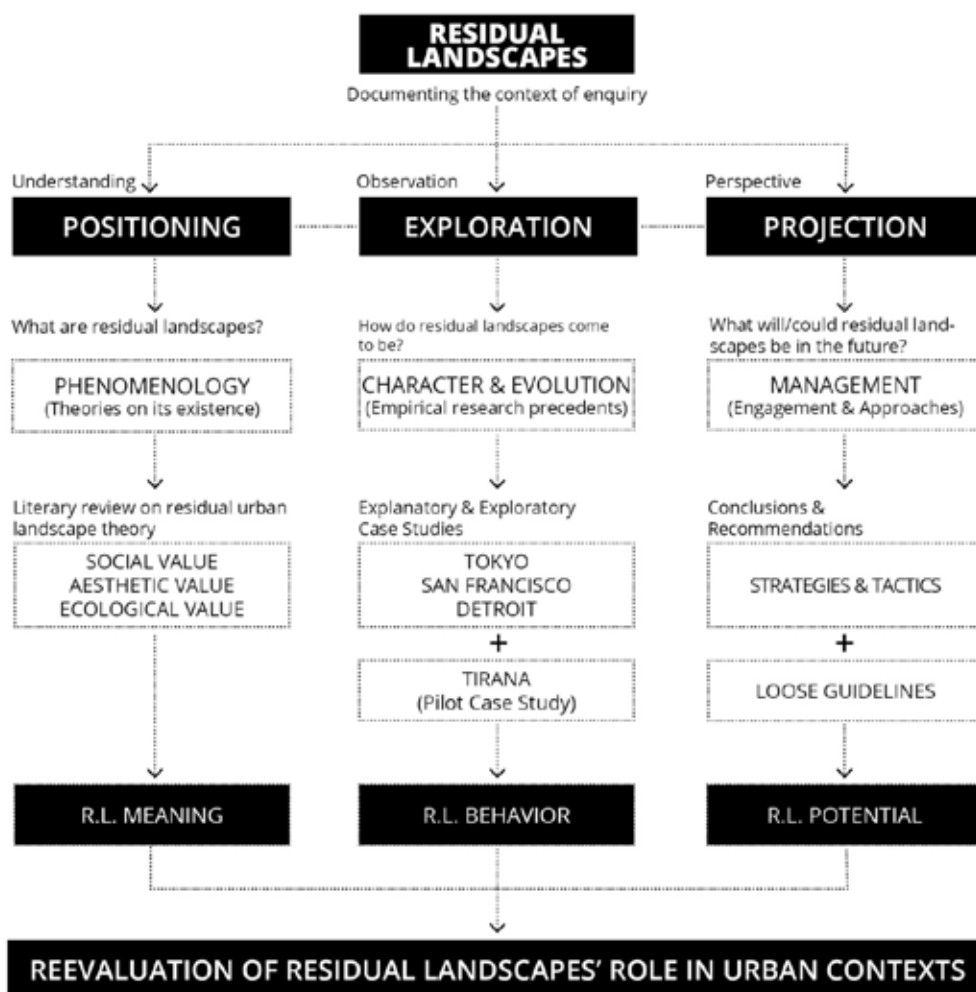 RESIDUAL
LANDSCAPES
Documenting the context of enquiry
Understanding
POSITIONING
What are residual landscapes?
PHENOMENOLOGY
(Theories on its existence)
Literary review on residual urban
landscape theory
SOCIAL VALUE
AESTHETIC VALUE
ECOLOGICAL VALUE
R.L. MEANING
Observation
EXPLORATION
How do residual landscapes come
to be?
CHARACTER & EVOLUTION
(Empirical research precedents)
Explanatory & Exploratory
Case Studies
TOKYO
SAN FRANCISCO
DETROIT
+
TIRANA
(Pilot Case Study)
R.L. BEHAVIOR
Perspective
PROJECTION
What will/could residual land-
scapes be in the future?
MANAGEMENT
(Engagement & Approaches)
Conclusions &
Recommendations
STRATEGIES & TACTICS
+
LOOSE GUIDELINES
R.L. POTENTIAL
REEVALUATION OF RESIDUAL LANDSCAPES’ ROLE IN URBAN CONTEXTS